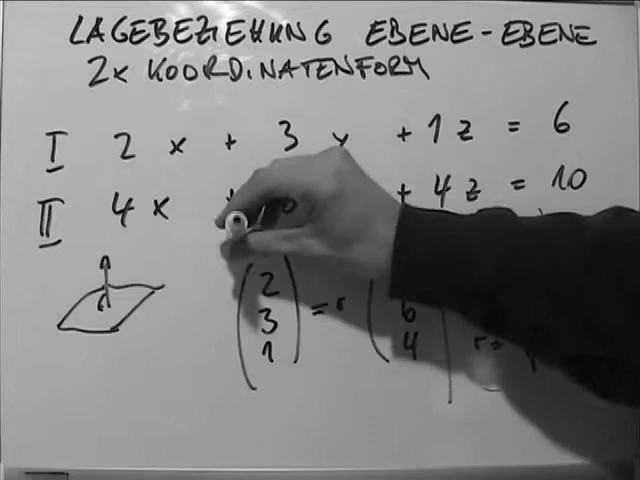 LAGEBEZIEHUNG EBENE-EBENE
2x KOORDINATENFORM
I 2 x + 3 y + 1 z = 6
II 4 x + 4 z = 10
( 2 3 1 ) = r ( 6 4 ) r =